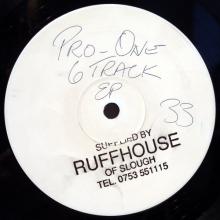 PRO-ONE
6 TRACK
EP
33
SUPPLIED BY
RUFFHOUSE
OF SLOUGH
TEL. 0753 551115